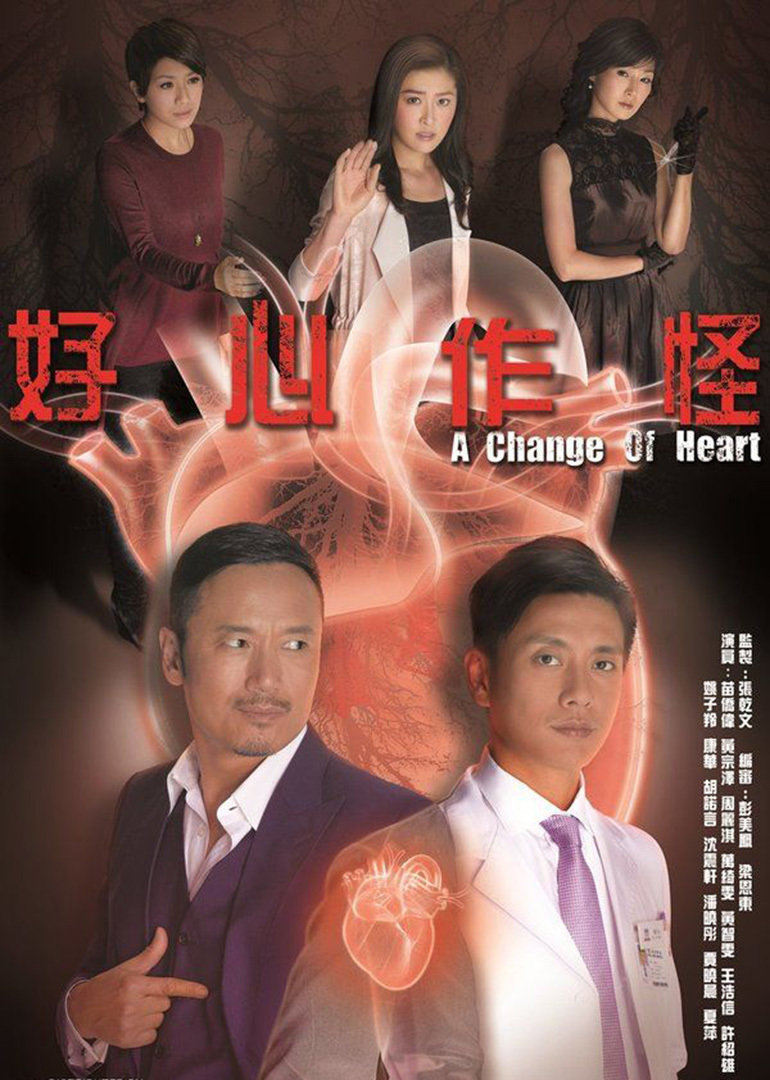 好心作怪
A Change Of Heart
監製：張乾文　編審：彭美鳳　梁恩東
演員：苗僑偉　黃宗澤　周麗淇　萬綺雯　黃智雯　王浩信　許紹雄
姚子羚　康華　胡諾言　沈震軒　潘曉彤　賈曉晨　夏萍